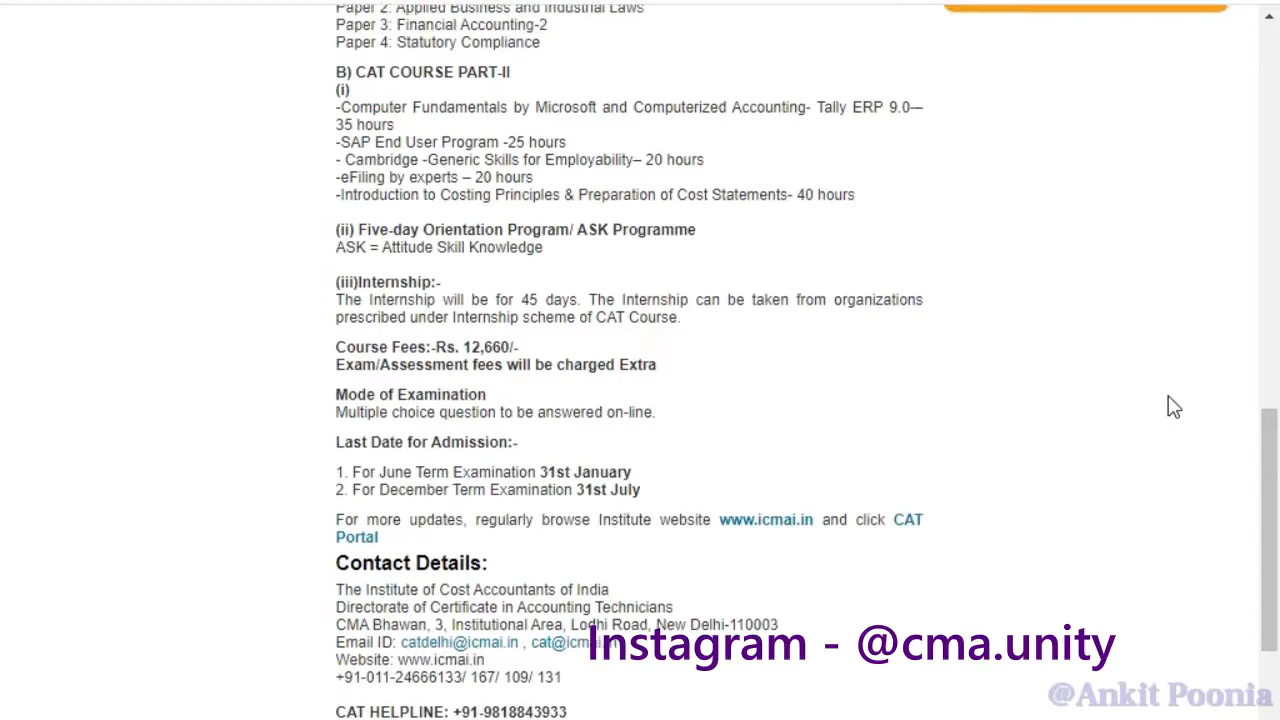 Paper 2: Applied Business and Industrial Laws
Paper 3: Financial Accounting-2
Paper 4: Statutory Compliance
B) CAT COURSE PART-II
(i)
-Computer Fundamentals by Microsoft and Computerized Accounting- Tally ERP 9.0—
35 hours
-SAP End User Program -25 hours
- Cambridge -Generic Skills for Employability– 20 hours
-eFiling by experts – 20 hours
-Introduction to Costing Principles & Preparation of Cost Statements- 40 hours
(ii) Five-day Orientation Program/ ASK Programme
ASK = Attitude Skill Knowledge
(iii)Internship:-
The Internship will be for 45 days. The Internship can be taken from organizations
prescribed under Internship scheme of CAT Course.
Course Fees:-Rs. 12,660/-
Exam/Assessment fees will be charged Extra
Mode of Examination
Multiple choice question to be answered on-line.
Last Date for Admission:-
1. For June Term Examination 31st January
2. For December Term Examination 31st July
For more updates, regularly browse Institute website www.icmai.in and click CAT
Portal
Contact Details:
The Institute of Cost Accountants of India
Directorate of Certificate in Accounting Technicians
CMA Bhawan, 3, Institutional Area, Lodhi Road, New Delhi-110003
Email ID: catdelhi@icmai.in ,
Instagram - @cma.unity
Website: www.icmai.in
+91-011-24666133/ 167/ 109/ 131
@Ankit Poonia
CAT HELPLINE: +91-9818843933